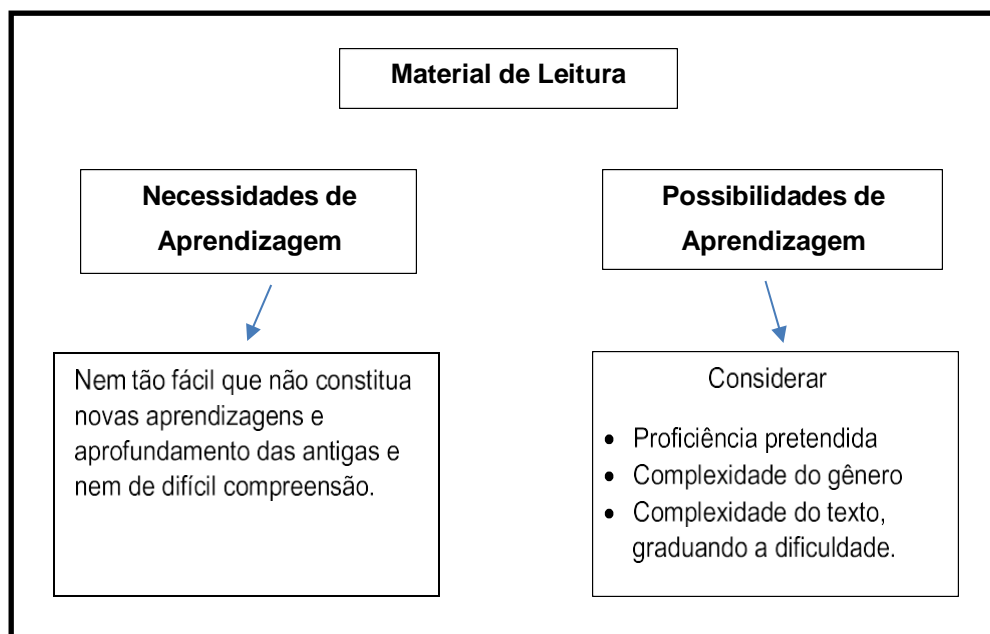 Material de Leitura
Necessidades de
Aprendizagem
Nem tão fácil que não constitua
novas aprendizagens e
aprofundamento das antigas e
nem de difícil compreensão.
Possibilidades de
Aprendizagem
Considerar
• Proficiência pretendida
• Complexidade do gênero
• Complexidade do texto,
graduando a dificuldade.